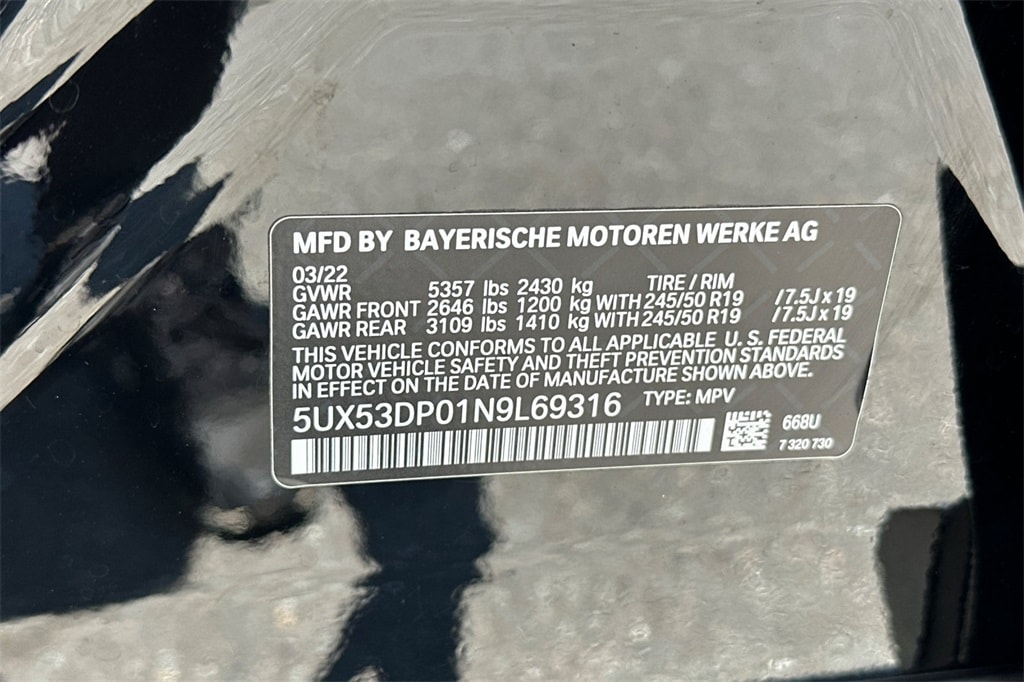 MFD BY BAYERISCHE MOTOREN WERKE AG
03/22 TIRE / RIM
GVWR 5357 lbs 2430 kg
GAWR FRONT 2646 lbs 1200 kg WITH 245/50 R19 /7.5J x 19
GAWR REAR 3109 lbs 1410 kg WITH 245/50 R19 /7.5J x 19
THIS VEHICLE CONFORMS TO ALL APPLICABLE U. S. FEDERAL
MOTOR VEHICLE SAFETY AND THEFT PREVENTION STANDARDS
IN EFFECT ON THE DATE OF MANUFACTURE SHOWN ABOVE.
5UX53DP01N9L69316 TYPE: MPV
668U
7 320 730